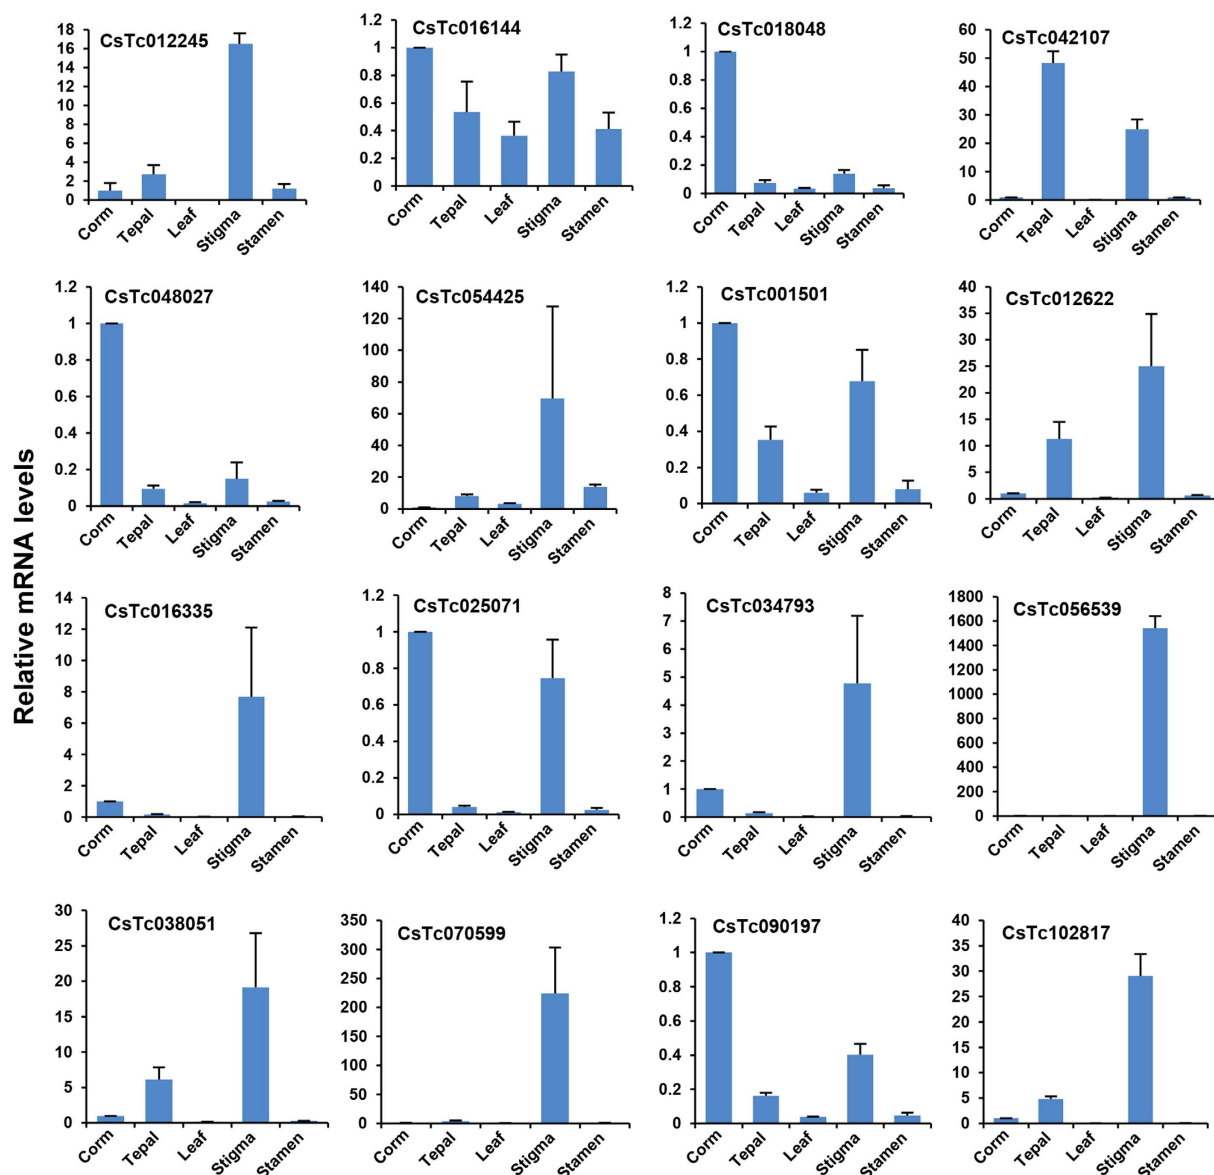 Relative mRNA levels
CsTc012245
18
16
14
12
10
8
6
4
2
0
Corm
Tepal
Leaf
Stigma
Stamen
CsTc016144
1.2
1
0.8
0.6
0.4
0.2
0
Corm
Tepal
Leaf
Stigma
Stamen
CsTc018048
1.2
1
0.8
0.6
0.4
0.2
0
Corm
Tepal
Leaf
Stigma
Stamen
CsTc042107
60
50
40
30
20
10
0
Corm
Tepal
Leaf
Stigma
Stamen
CsTc048027
1.2
1
0.8
0.6
0.4
0.2
0
Corm
Tepal
Leaf
Stigma
Stamen
CsTc054425
140
120
100
80
60
40
20
0
Corm
Tepal
Leaf
Stigma
Stamen
CsTc001501
1.2
1
0.8
0.6
0.4
0.2
0
Corm
Tepal
Leaf
Stigma
Stamen
CsTc012622
40
35
30
25
20
15
10
5
0
Corm
Tepal
Leaf
Stigma
Stamen
CsTc016335
14
12
10
8
6
4
2
0
Corm
Tepal
Leaf
Stigma
Stamen
CsTc025071
1.2
1
0.8
0.6
0.4
0.2
0
Corm
Tepal
Leaf
Stigma
Stamen
CsTc034793
8
7
6
5
4
3
2
1
0
Corm
Tepal
Leaf
Stigma
Stamen
CsTc056539
1800
1600
1400
1200
1000
800
600
400
200
0
Corm
Tepal
Leaf
Stigma
Stamen
CsTc038051
30
25
20
15
10
5
0
Corm
Tepal
Leaf
Stigma
Stamen
CsTc070599
350
300
250
200
150
100
50
0
Corm
Tepal
Leaf
Stigma
Stamen
CsTc090197
1.2
1
0.8
0.6
0.4
0.2
0
Corm
Tepal
Leaf
Stigma
Stamen
CsTc102817
40
35
30
25
20
15
10
5
0
Corm
Tepal
Leaf
Stigma
Stamen